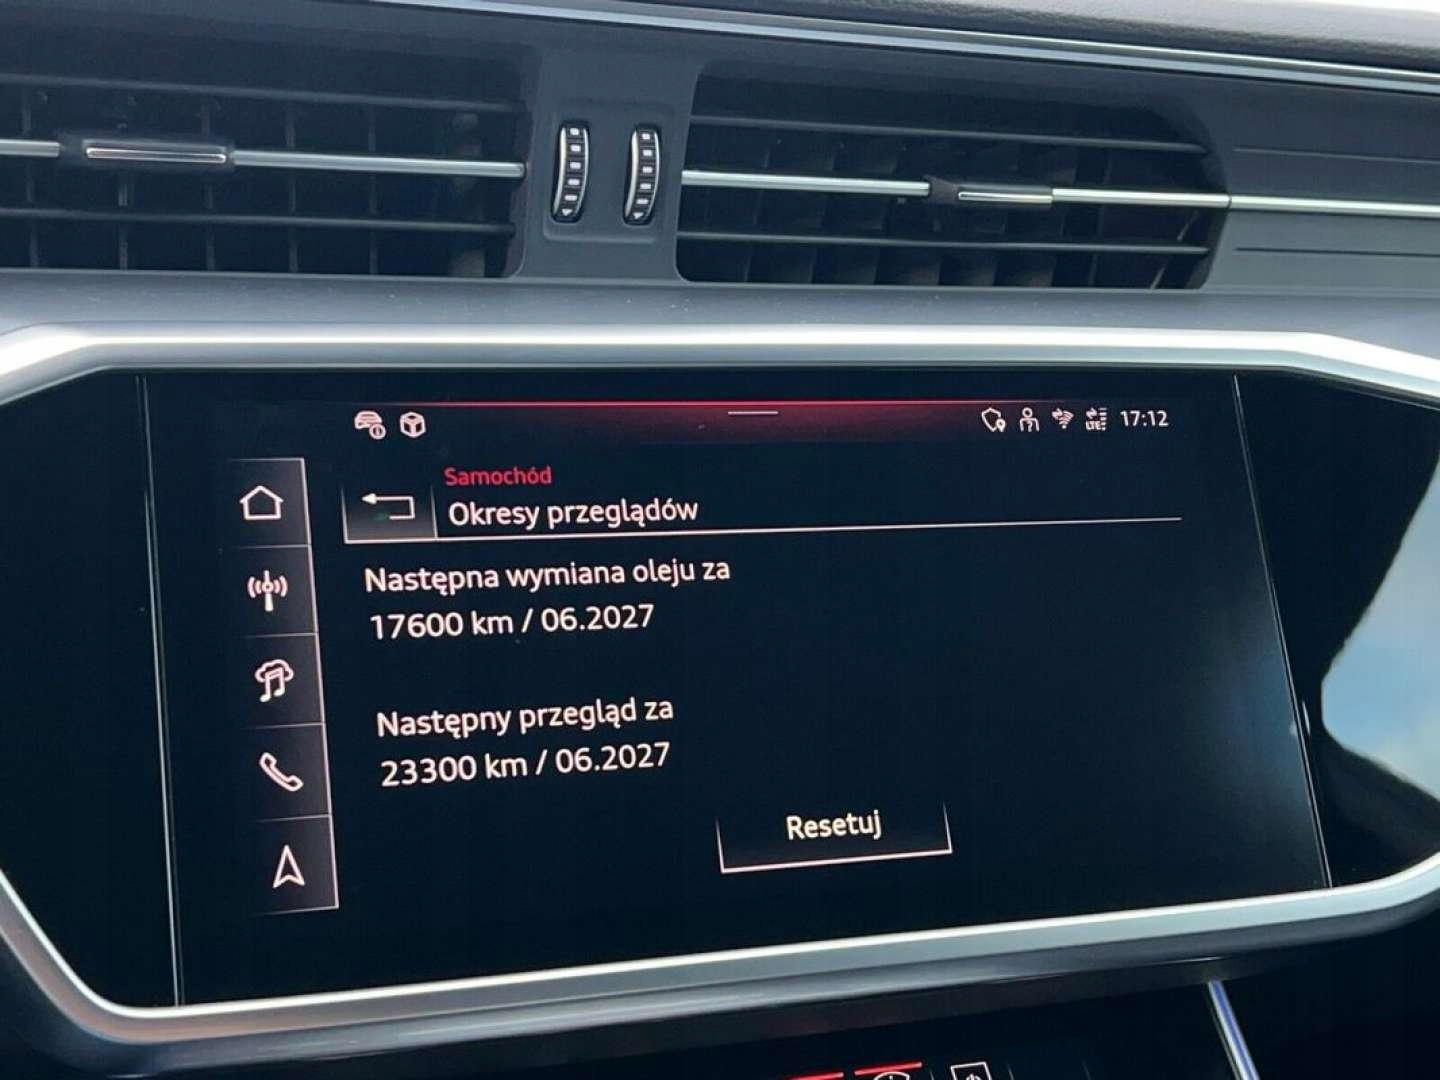 LTE 17:12
Samochód
Okresy przeglądów
Następna wymiana oleju za
17600 km / 06.2027
Następny przegląd za
23300 km / 06.2027
Resetuj